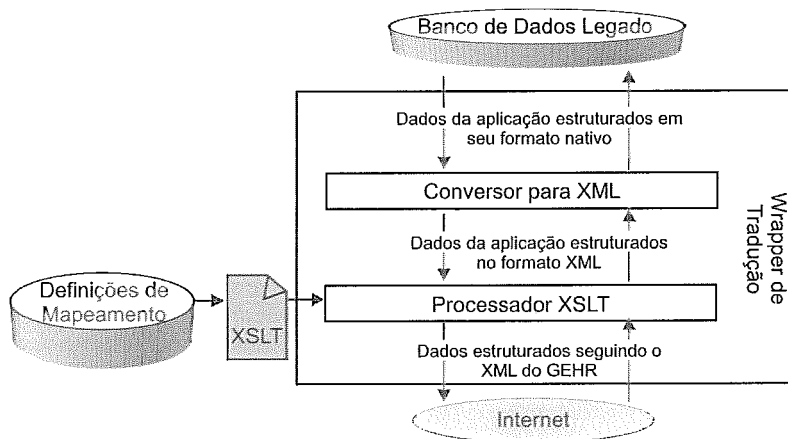 Banco de Dados Legado
Dados da aplicação estruturados em
seu formato nativo
Conversor para XML
Dados da aplicação estruturados
no formato XML
Wrapper de
Tradução
Definições de
Mapeamento
XSLT
Processador XSLT
Dados estruturados seguindo o
XML do GEHR
Internet